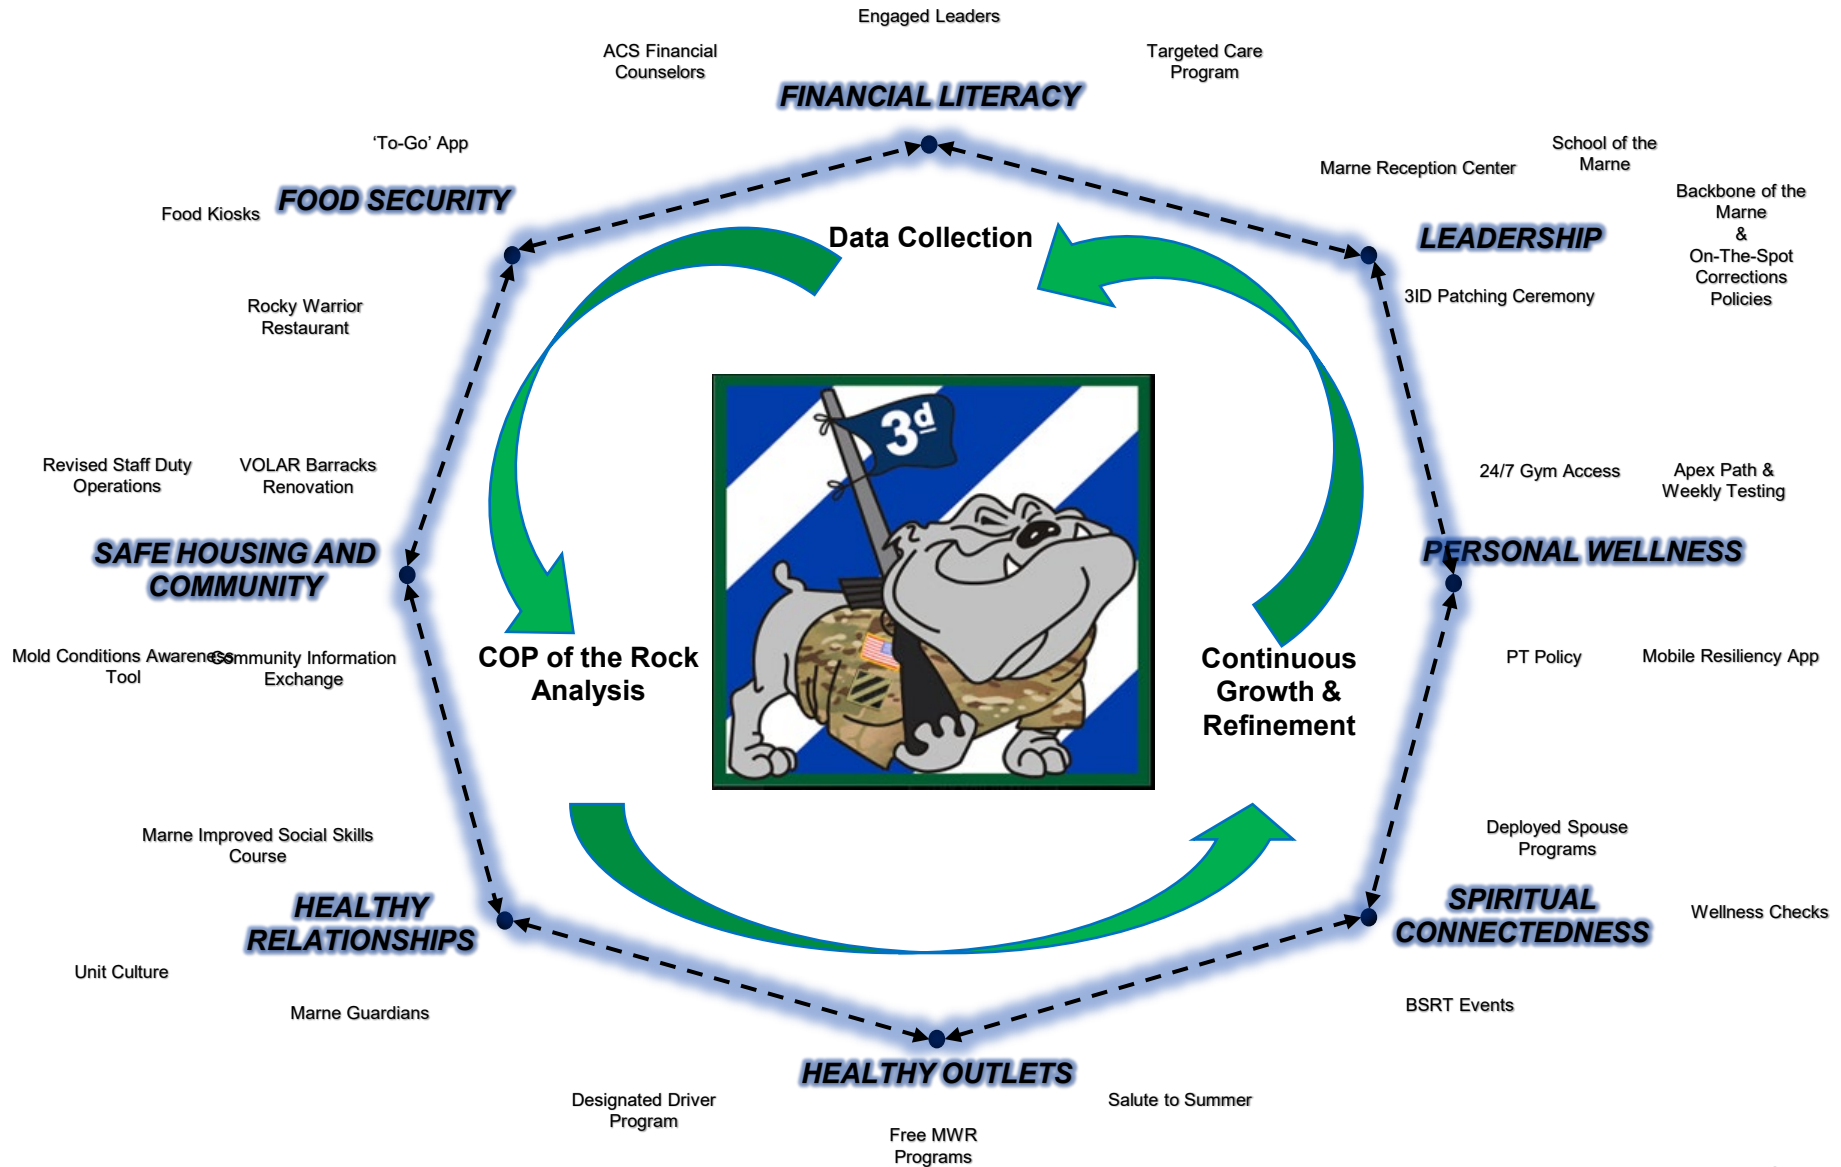 Engaged Leaders
ACS Financial
Counselors
Targeted Care
Program
FINANCIAL LITERACY
'To-Go' App
FOOD SECURITY
Food Kiosks
Rocky Warrior
Restaurant
Marne Reception Center
School of the
Marne
Backbone of the
Marne
&
On-The-Spot
Corrections
Policies
LEADERSHIP
3ID Patching Ceremony
Data Collection
3d
Revised Staff Duty
Operations
VOLAR Barracks
Renovation
SAFE HOUSING AND
COMMUNITY
Mold Conditions Awareness
Tool
Community Information
Exchange
24/7 Gym Access
Apex Path &
Weekly Testing
PERSONAL WELLNESS
PT Policy
Mobile Resiliency App
COP of the Rock
Analysis
Continuous
Growth &
Refinement
Marne Improved Social Skills
Course
HEALTHY
RELATIONSHIPS
Unit Culture
Marne Guardians
Deployed Spouse
Programs
SPIRITUAL
CONNECTEDNESS
Wellness Checks
BSRT Events
HEALTHY OUTLETS
Designated Driver
Program
Free MWR
Programs
Salute to Summer